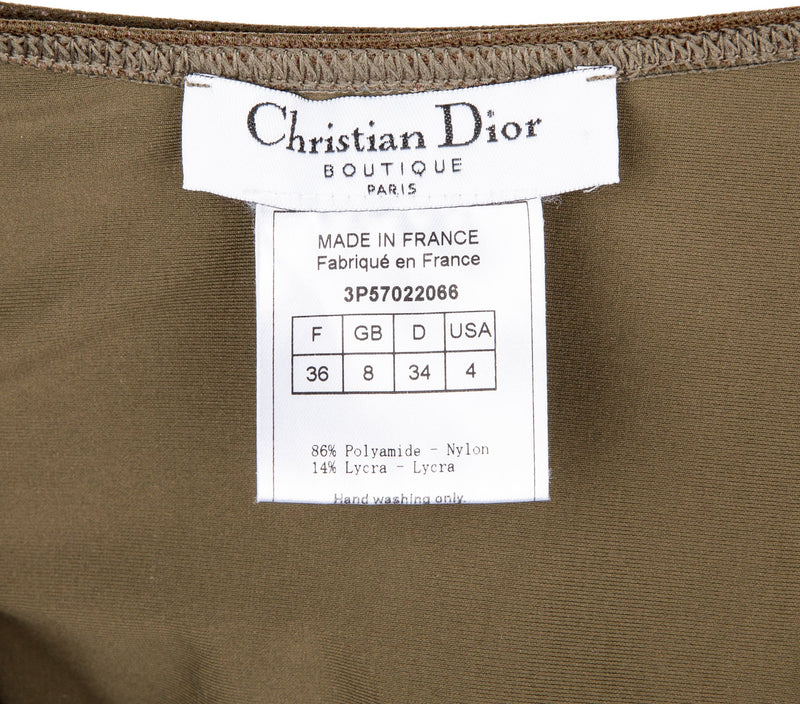 Christian Dior
BOUTIQUE
PARIS
MADE IN FRANCE
Fabriqué en France
3P57022066
F GB D USA
36 8 34 4
86% Polyamide - Nylon
14% Lycra - Lycra
Hand washing only.